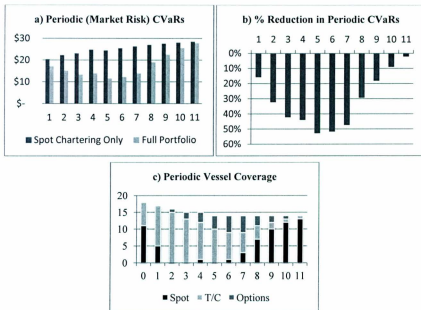 a) Periodic (Market Risk) CVaRs
$30
$20
$10
$-
1 2 3 4 5 6 7 8 9 10 11
Spot Chartering Only Full Portfolio
b) % Reduction in Periodic CVaRs
1 2 3 4 5 6 7 8 9 10 11
0%
10%
20%
30%
40%
50%
60%
c) Periodic Vessel Coverage
20
15
10
5
0
0 1 2 3 4 5 6 7 8 9 10 11
Spot T/C Options